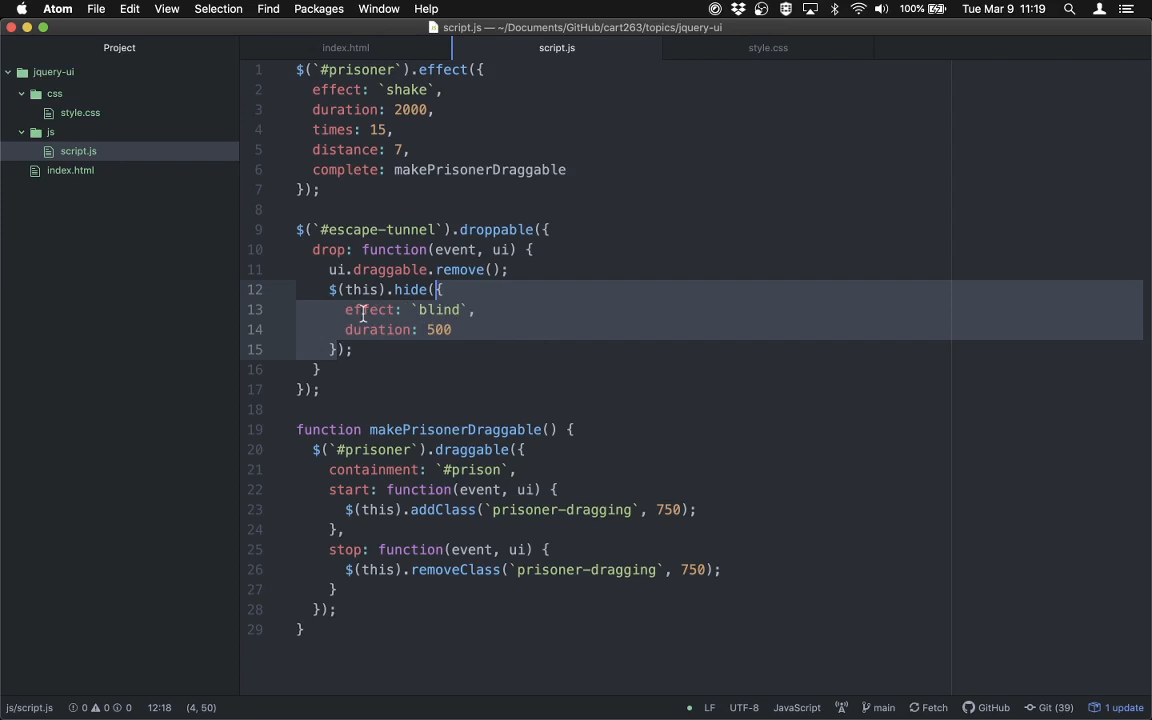 Atom File Edit View Selection Find Packages Window Help 100% Tue Mar 9 11:19
script.js — ~/Documents/GitHub/cart263/topics/jquery-ui
Project
index.html
script.js
style.css
jquery-ui
css
style.css
js
script.js
index.html
1 $(`#prisoner`).effect({
2 effect: `shake`,
3 duration: 2000,
4 times: 15,
5 distance: 7,
6 complete: makePrisonerDraggable
7 });
8
9 $(`#escape-tunnel`).droppable({
10 drop: function(event, ui) {
11 ui.draggable.remove();
12 $(this).hide({
13 effect: `blind`,
14 duration: 500
15 });
16 }
17 });
18
19 function makePrisonerDraggable() {
20 $(`#prisoner`).draggable({
21 containment: `#prison`,
22 start: function(event, ui) {
23 $(this).addClass(`prisoner-dragging`, 750);
24 },
25 stop: function(event, ui) {
26 $(this).removeClass(`prisoner-dragging`, 750);
27 }
28 });
29 }
js/script.js 0 0 0 12:18 (4, 50) LF UTF-8 JavaScript main Fetch GitHub Git (39) 1 update